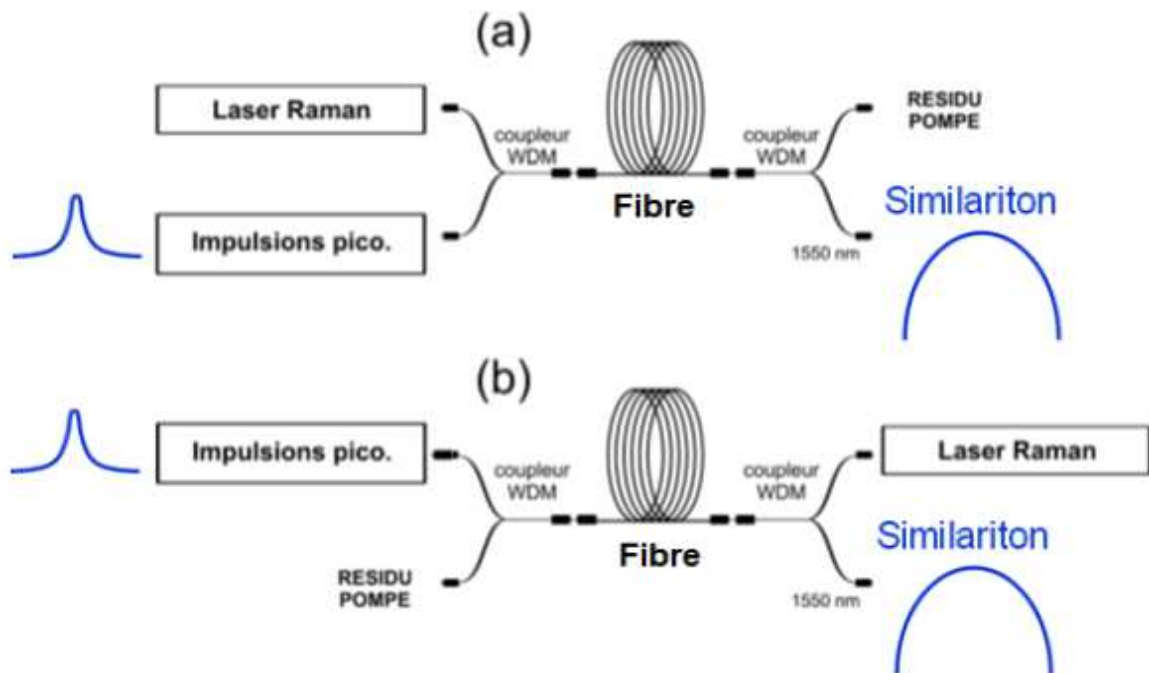 (a)
Laser Raman
coupleur
WDM
Fibre
coupleur
WDM
RESIDU
POMPE
Impulsions pico.
1550 nm
Similariton
(b)
Impulsions pico.
coupleur
WDM
Fibre
coupleur
WDM
Laser Raman
RESIDU
POMPE
1550 nm
Similariton